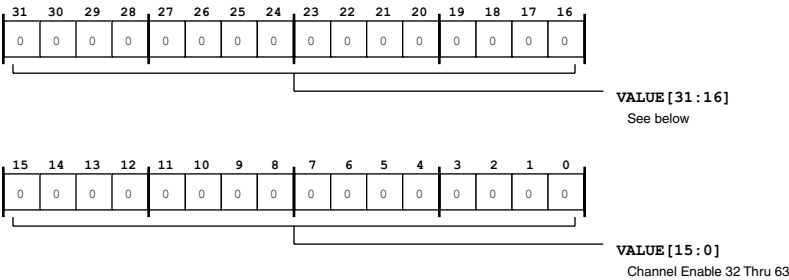 31 30 29 28 27 26 25 24 23 22 21 20 19 18 17 16
0 0 0 0 0 0 0 0 0 0 0 0 0 0 0 0
VALUE[31:16]
See below
15 14 13 12 11 10 9 8 7 6 5 4 3 2 1 0
0 0 0 0 0 0 0 0 0 0 0 0 0 0 0 0
VALUE[15:0]
Channel Enable 32 Thru 63